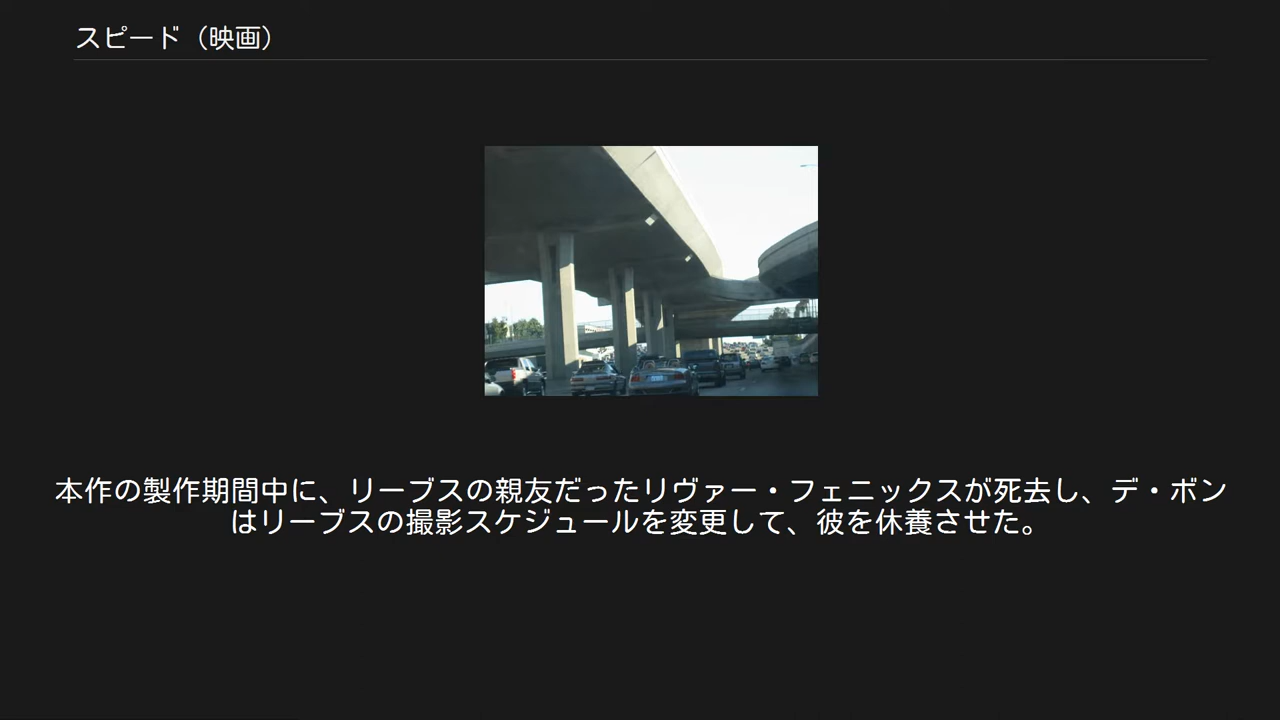 スピード（映画）
本作の製作期間中に、リーブスの親友だったリヴァー・フェニックスが死去し、デ・ボン
はリーブスの撮影スケジュールを変更して、彼を休養させた。